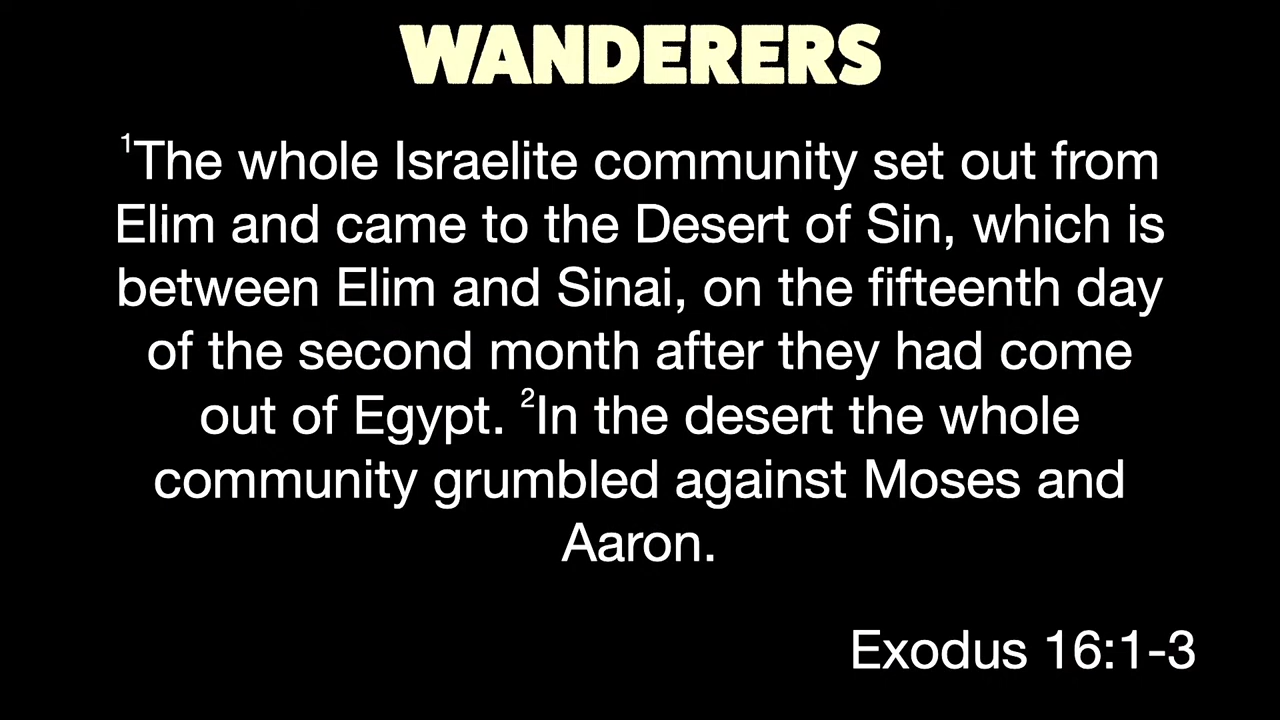 WANDERERS
¹The whole Israelite community set out from
Elim and came to the Desert of Sin, which is
between Elim and Sinai, on the fifteenth day
of the second month after they had come
out of Egypt. ²In the desert the whole
community grumbled against Moses and
Aaron.
Exodus 16:1-3